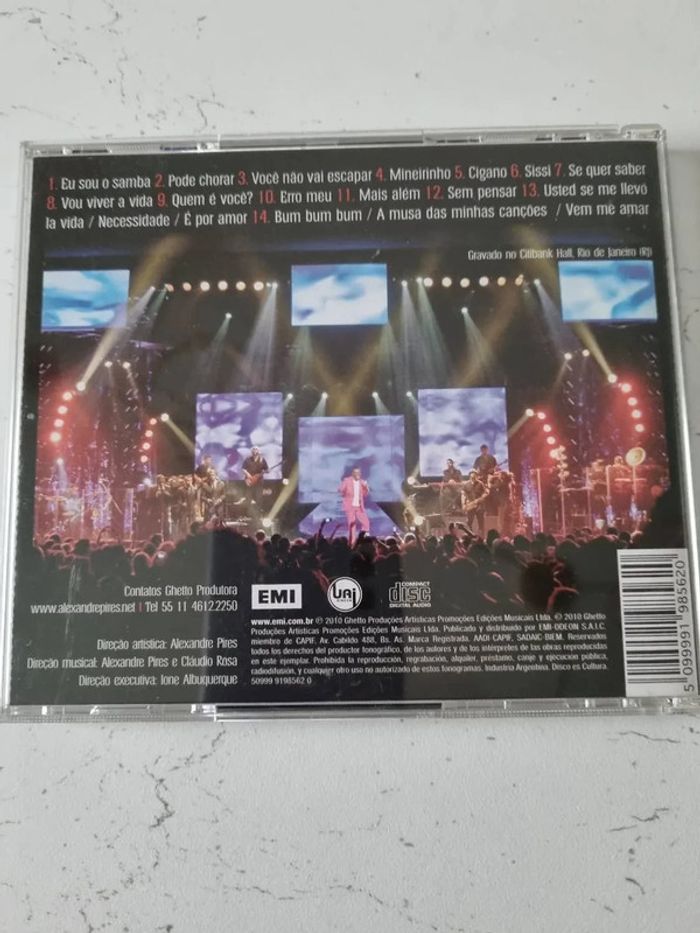 1. Eu sou o samba 2. Pode chorar 3. Você não vai escapar 4. Mineirinho 5. Cigano 6. Sissi 7. Se quer saber
8. Vou viver a vida 9. Quem é você? 10. Erro meu 11. Mais além 12. Sem pensar 13. Usted se me llevó
la vida / Necessidade / É por amor 14. Bum bum bum / A musa das minhas canções / Vem me amar
Gravado no Citibank Hall, Rio de Janeiro (RJ)
Contatos Ghetto Produtora
www.alexandrepires.net | Tel 55 11 4612.2250
Direção artística: Alexandre Pires
Direção musical: Alexandre Pires e Cláudio Rosa
Direção executiva: Ione Albuquerque
EMI
UAI
COMPACT
disc
DIGITAL AUDIO
www.emi.com.br ℗ 2010 Ghetto Produções Artísticas Promoções Edições Musicais Ltda. © 2010 Ghetto
Produções Artísticas Promoções Edições Musicais Ltda. Publicado y distribuido por EMI-ODEON S.A.I.C.
miembro de CAPIF, Av. Cabildo 488, Bs. As. Marca Registrada. AADI-CAPIF, SADAIC-BIEM. Reservados
todos los derechos del productor fonográfico, de los autores y de los intérpretes de las obras reproducidas
en este ejemplar. Prohibida la reproducción, regrabación, alquiler, préstamo, canje y ejecución pública,
radiodifusión, y cualquier otro uso no autorizado de estos fonogramas. Industria Argentina. Disco es Cultura.
50999 9198562 0
5 099991 985620